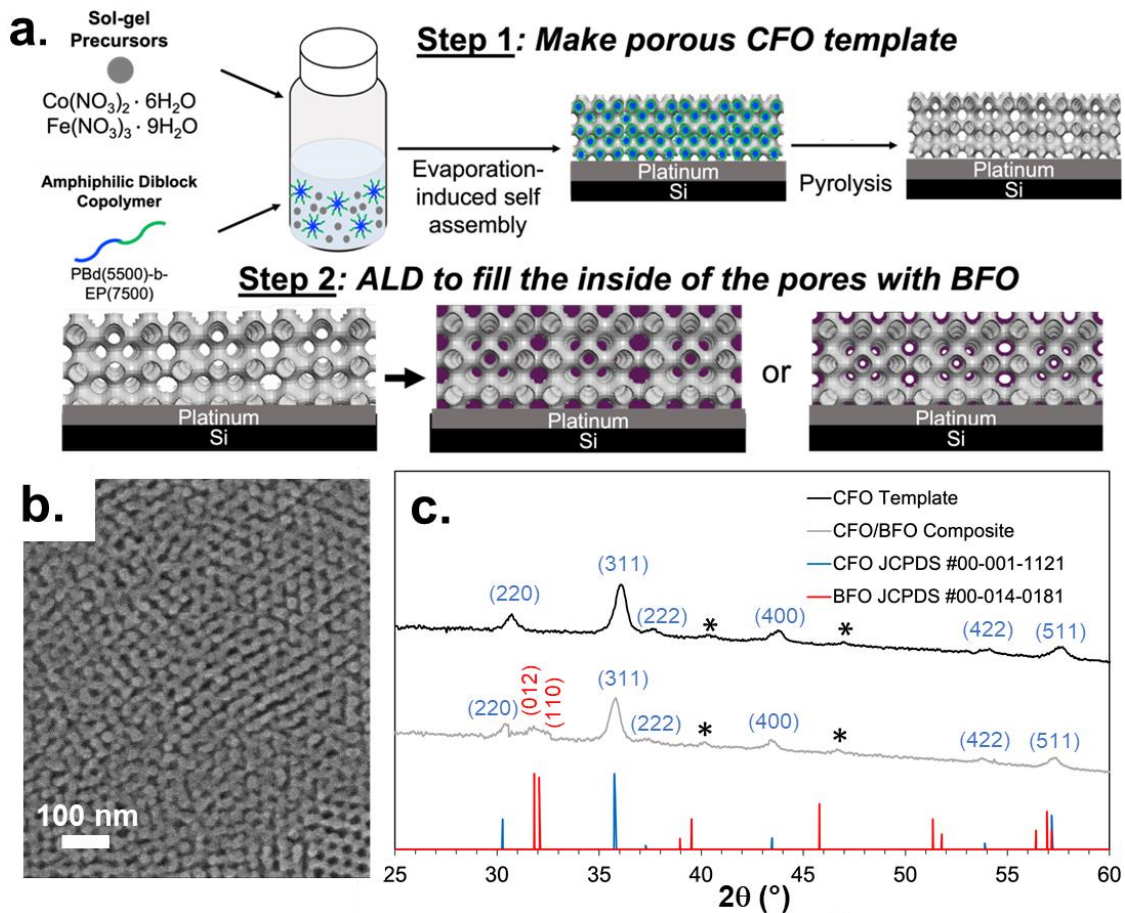 a.
Sol-gel
Precursors
Co(NO₃)₂ · 6H₂O
Fe(NO₃)₃ · 9H₂O
Amphiphilic Diblock
Copolymer
PBd(5500)-b-
EP(7500)
Step 1: Make porous CFO template
Evaporation-
induced self
assembly
Platinum
Si
Pyrolysis
Platinum
Si
Step 2: ALD to fill the inside of the pores with BFO
Platinum
Si
Platinum
Si
or
Platinum
Si
b.
100 nm
c.
CFO Template
CFO/BFO Composite
CFO JCPDS #00-001-1121
BFO JCPDS #00-014-0181
(220)
(311)
(222)
*
(400)
*
(422)
(511)
(220)
(012)
(110)
(311)
(222)
*
(400)
*
(422)
(511)
25 30 35 40 45 50 55 60
2θ (°)